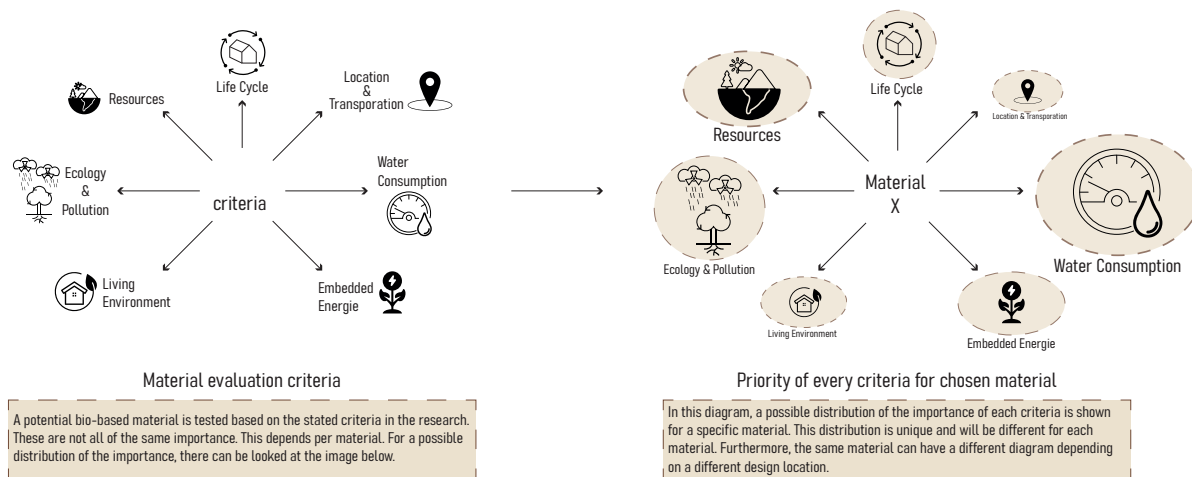 Life Cycle
Resources
Location
&
Transporation
Ecology
&
Pollution
criteria
Water
Consumption
Living
Environment
Embedded
Energie
Material evaluation criteria
A potential bio-based material is tested based on the stated criteria in the research.
These are not all of the same importance. This depends per material. For a possible
distribution of the importance, there can be looked at the image below.
Life Cycle
Resources
Location & Transporation
Material
X
Ecology & Pollution
Water Consumption
Living Environment
Embedded Energie
Priority of every criteria for chosen material
In this diagram, a possible distribution of the importance of each criteria is shown
for a specific material. This distribution is unique and will be different for each
material. Furthermore, the same material can have a different diagram depending
on a different design location.